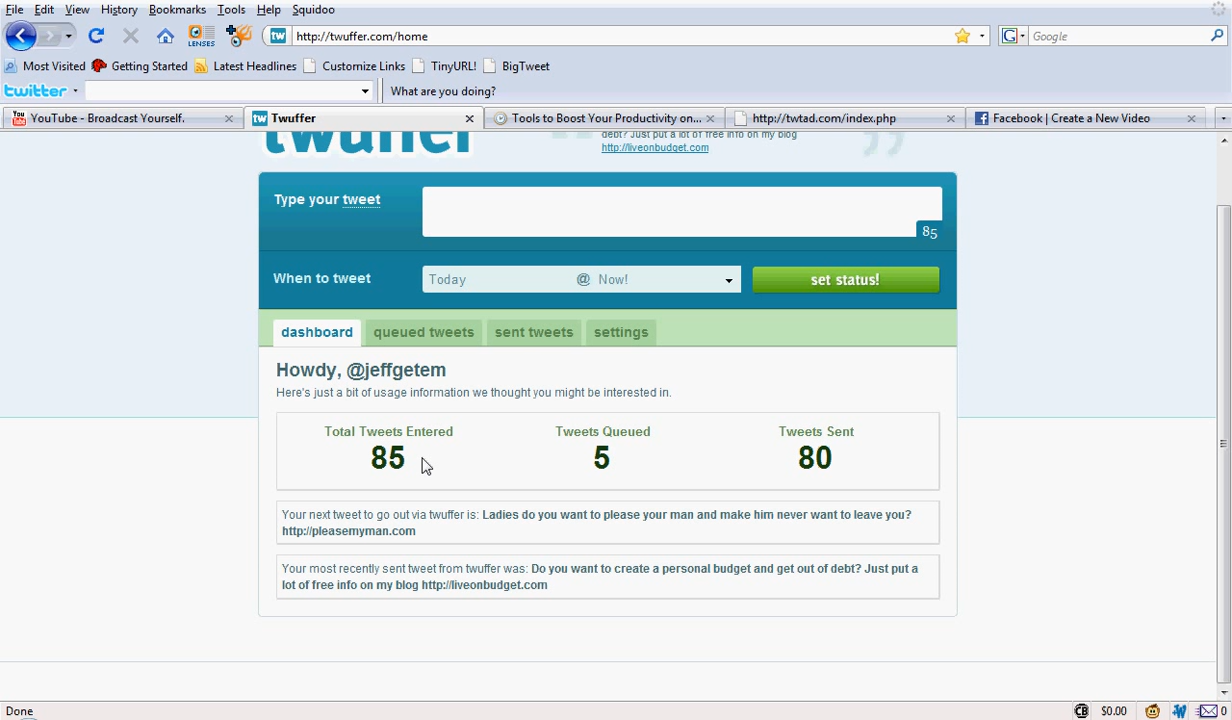 File Edit View History Bookmarks Tools Help Squidoo
LENSES tw http://twuffer.com/home G Google
Most Visited Getting Started Latest Headlines Customize Links TinyURL! BigTweet
twitter What are you doing?
You Tube YouTube - Broadcast Yourself. tw Twuffer Tools to Boost Your Productivity on... http://twtad.com/index.php Facebook | Create a New Video
twuffer debt? Just put a lot of free info on my blog
http://liveonbudget.com
Type your tweet
85
When to tweet Today @ Now! set status!
dashboard queued tweets sent tweets settings
Howdy, @jeffgetem
Here's just a bit of usage information we thought you might be interested in.
Total Tweets Entered Tweets Queued Tweets Sent
85 5 80
Your next tweet to go out via twuffer is: Ladies do you want to please your man and make him never want to leave you?
http://pleasemyman.com
Your most recently sent tweet from twuffer was: Do you want to create a personal budget and get out of debt? Just put a
lot of free info on my blog http://liveonbudget.com
Done CB $0.00 W 0